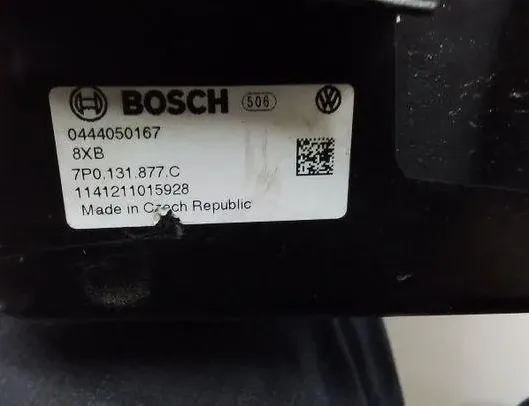 BOSCH 506
0444050167
8XB
7P0.131.877.C
1141211015928
Made in Czech Republic